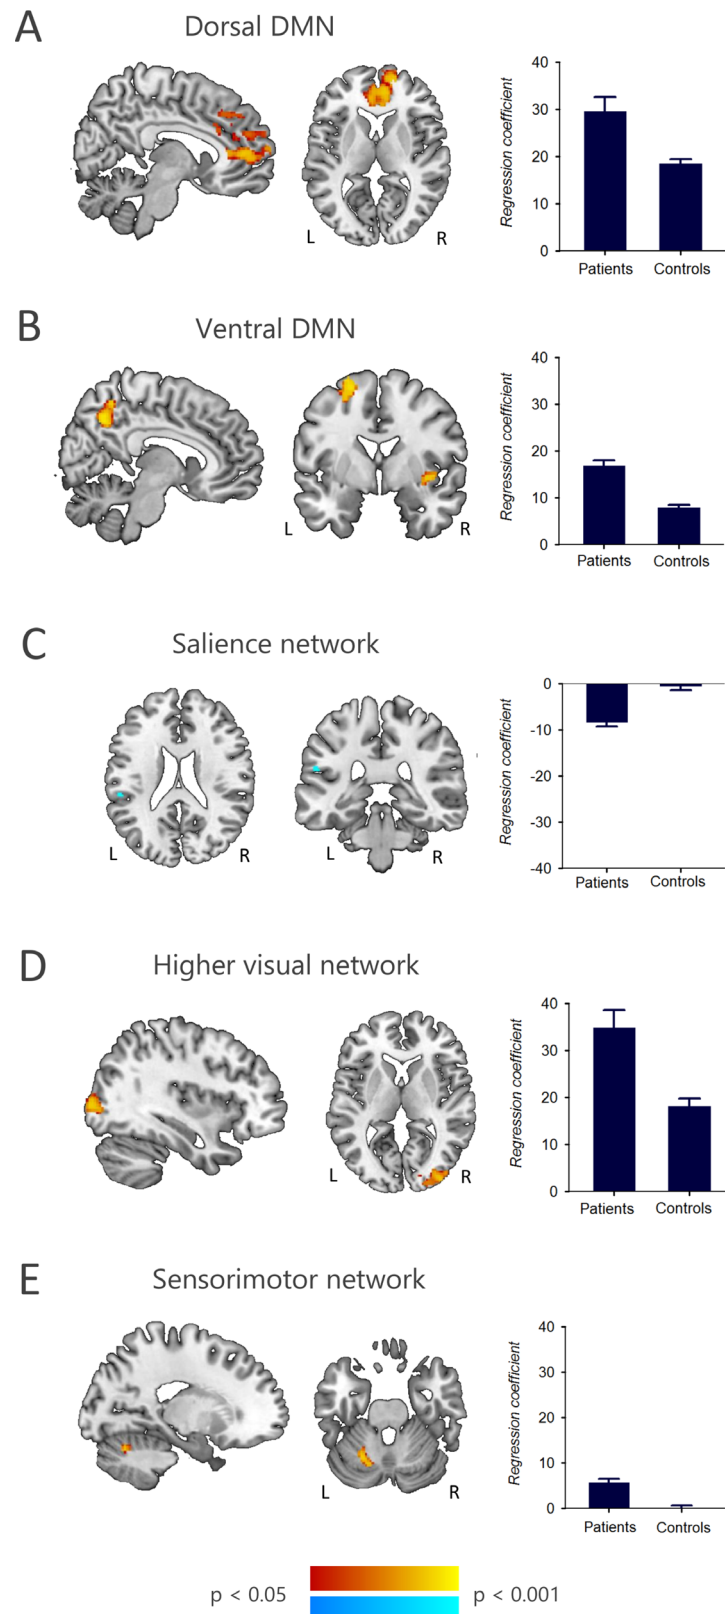 A
Dorsal DMN
L
R
Regression coefficient
40
30
20
10
0
Patients
Controls
B
Ventral DMN
L
R
Regression coefficient
40
30
20
10
0
Patients
Controls
C
Salience network
L
R
L
R
Regression coefficient
0
-10
-20
-30
-40
Patients
Controls
D
Higher visual network
L
R
Regression coefficient
40
30
20
10
0
Patients
Controls
E
Sensorimotor network
L
R
Regression coefficient
40
30
20
10
0
Patients
Controls
p < 0.05
p < 0.001